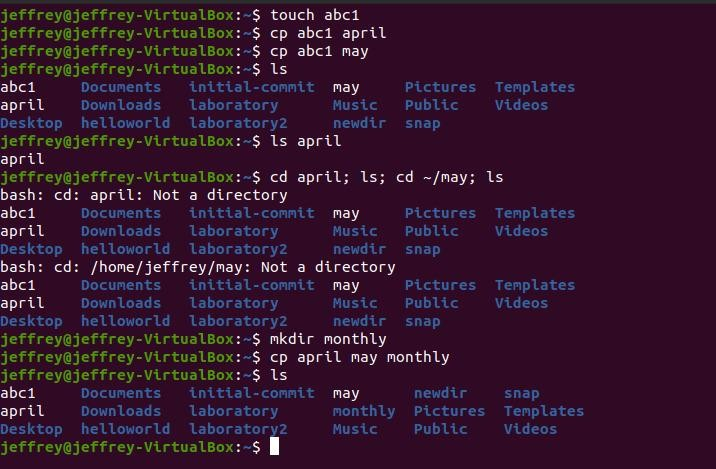 jeffrey@jeffrey-VirtualBox:~$ touch abc1
jeffrey@jeffrey-VirtualBox:~$ cp abc1 april
jeffrey@jeffrey-VirtualBox:~$ cp abc1 may
jeffrey@jeffrey-VirtualBox:~$ ls
abc1 Documents initial-commit may Pictures Templates
april Downloads laboratory Music Public Videos
Desktop helloworld laboratory2 newdir snap
jeffrey@jeffrey-VirtualBox:~$ ls april
april
jeffrey@jeffrey-VirtualBox:~$ cd april; ls; cd ~/may; ls
bash: cd: april: Not a directory
abc1 Documents initial-commit may Pictures Templates
april Downloads laboratory Music Public Videos
Desktop helloworld laboratory2 newdir snap
bash: cd: /home/jeffrey/may: Not a directory
abc1 Documents initial-commit may Pictures Templates
april Downloads laboratory Music Public Videos
Desktop helloworld laboratory2 newdir snap
jeffrey@jeffrey-VirtualBox:~$ mkdir monthly
jeffrey@jeffrey-VirtualBox:~$ cp april may monthly
jeffrey@jeffrey-VirtualBox:~$ ls
abc1 Documents initial-commit may newdir snap
april Downloads laboratory monthly Pictures Templates
Desktop helloworld laboratory2 Music Public Videos
jeffrey@jeffrey-VirtualBox:~$